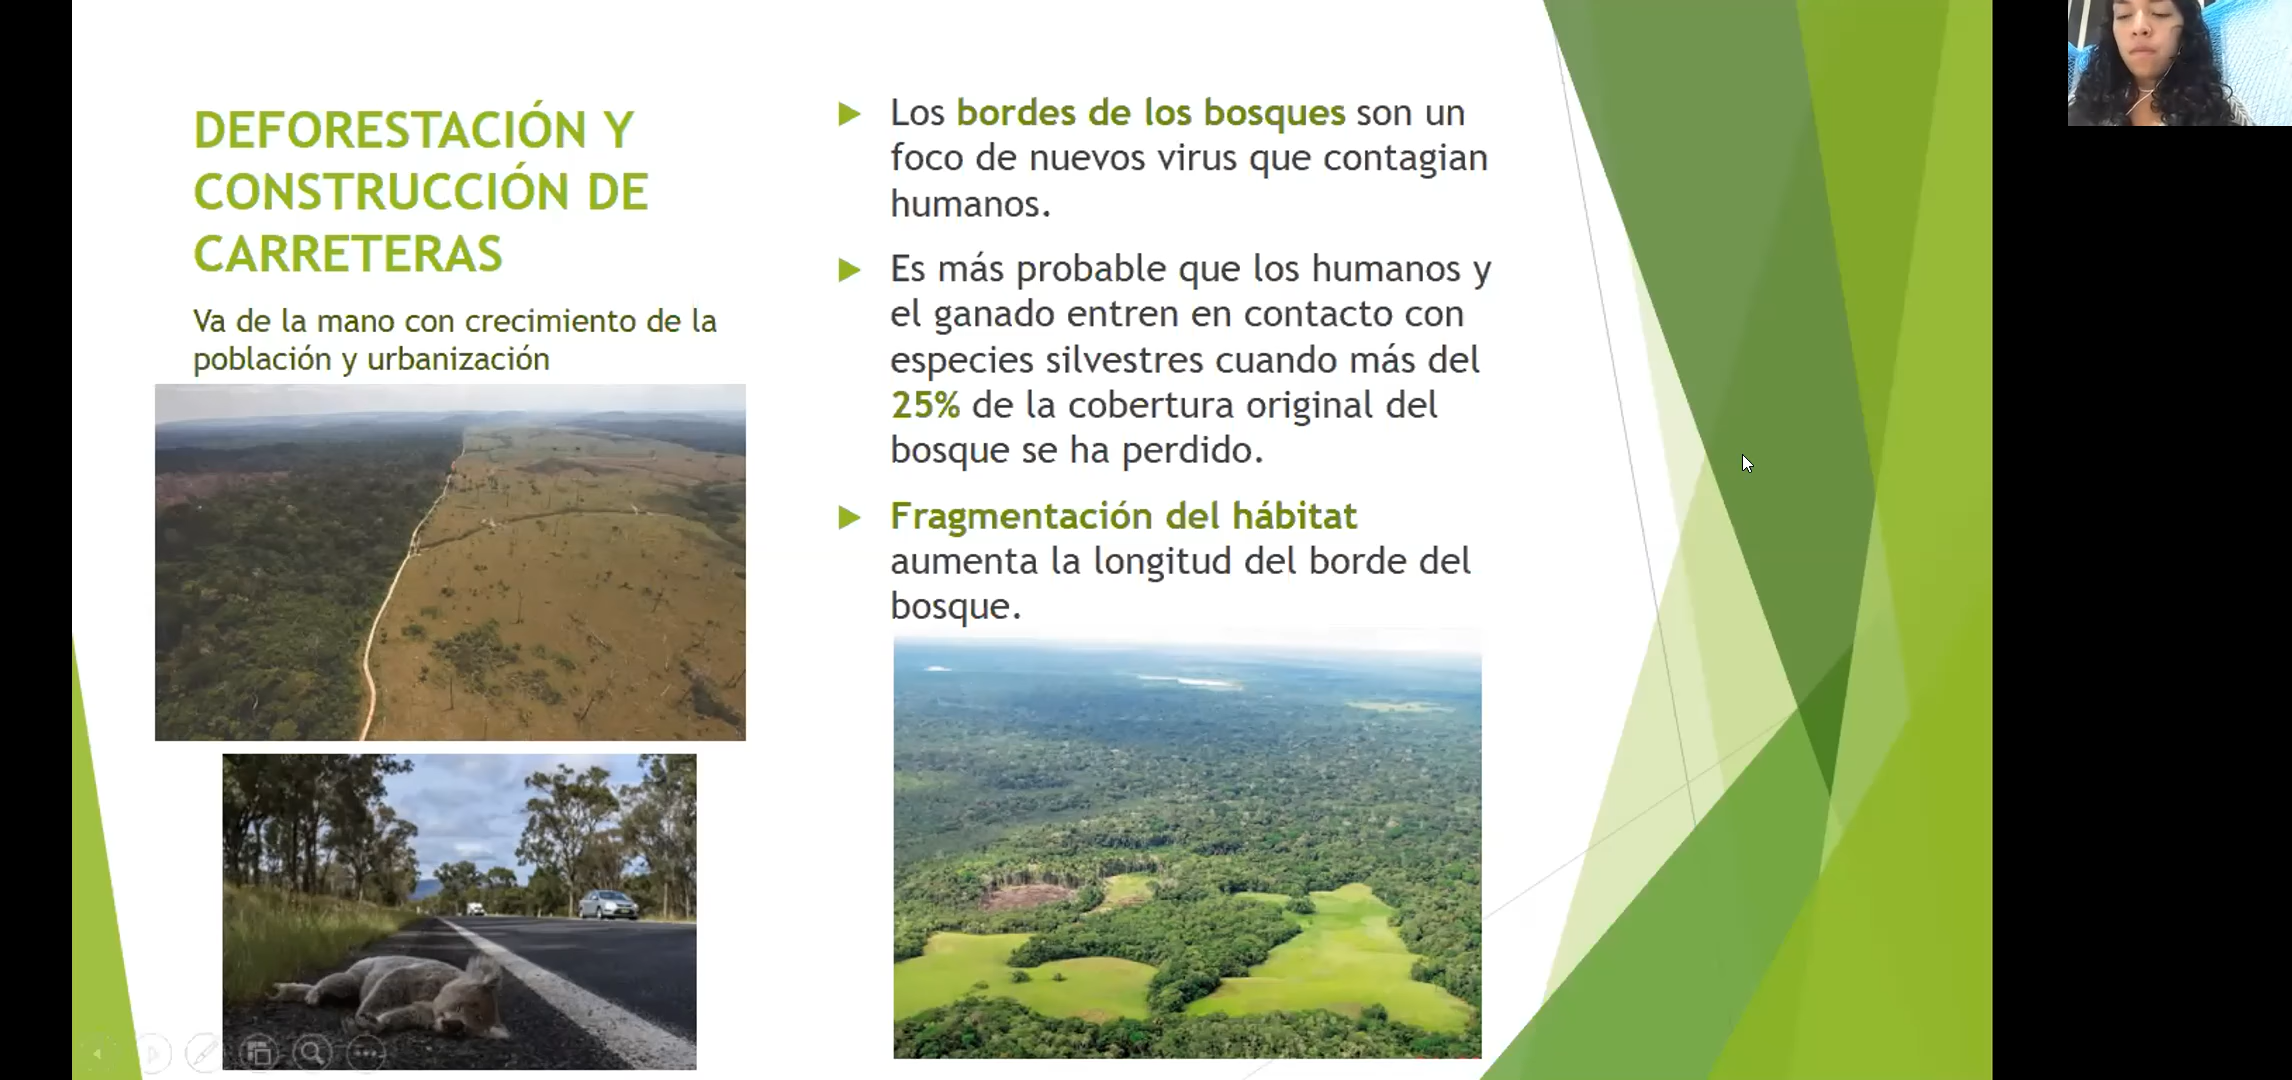 DEFORESTACIÓN Y
CONSTRUCCIÓN DE
CARRETERAS
Va de la mano con crecimiento de la
población y urbanización
Los bordes de los bosques son un
foco de nuevos virus que contagian
humanos.
Es más probable que los humanos y
el ganado entren en contacto con
especies silvestres cuando más del
25% de la cobertura original del
bosque se ha perdido.
Fragmentación del hábitat
aumenta la longitud del borde del
bosque.